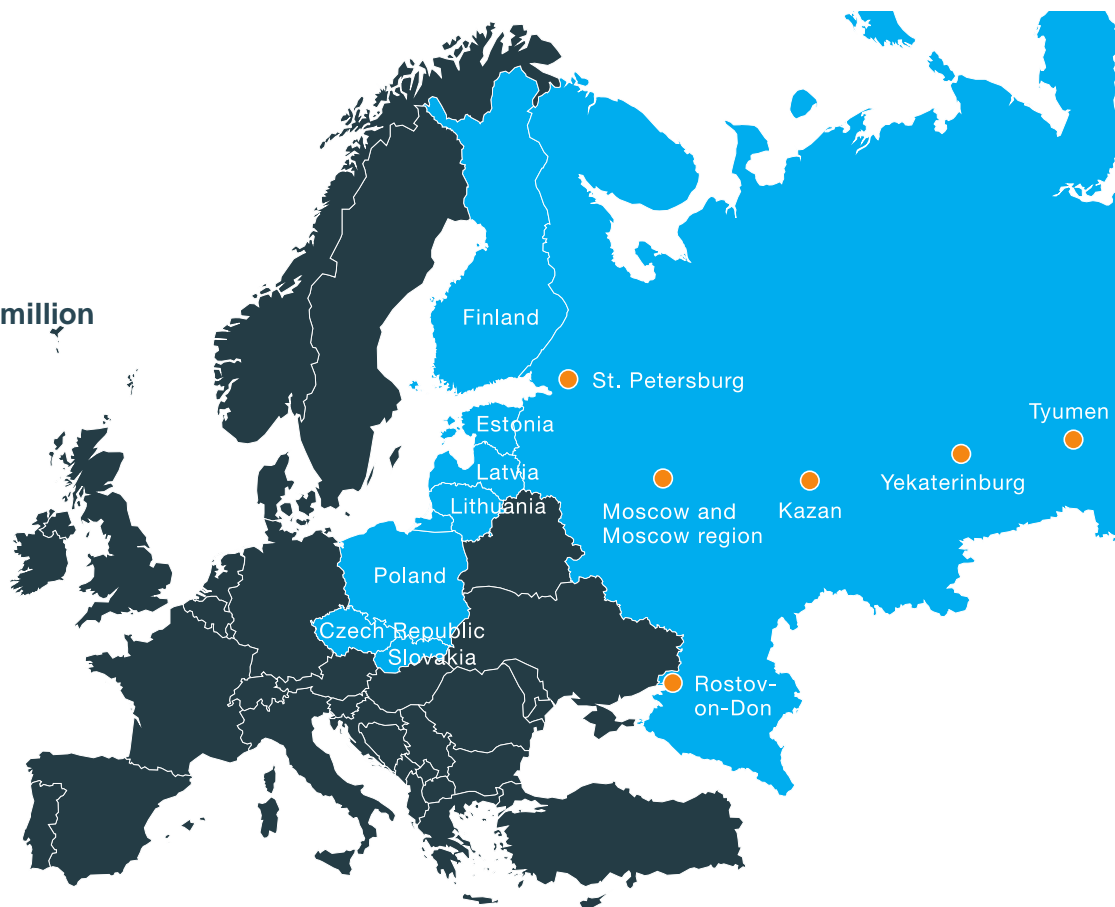 million
Finland
St. Petersburg
Tyumen
Estonia
Latvia
Yekaterinburg
Lithuania
Moscow and
Moscow region
Kazan
Poland
Czech Republic
Slovakia
Rostov-
on-Don